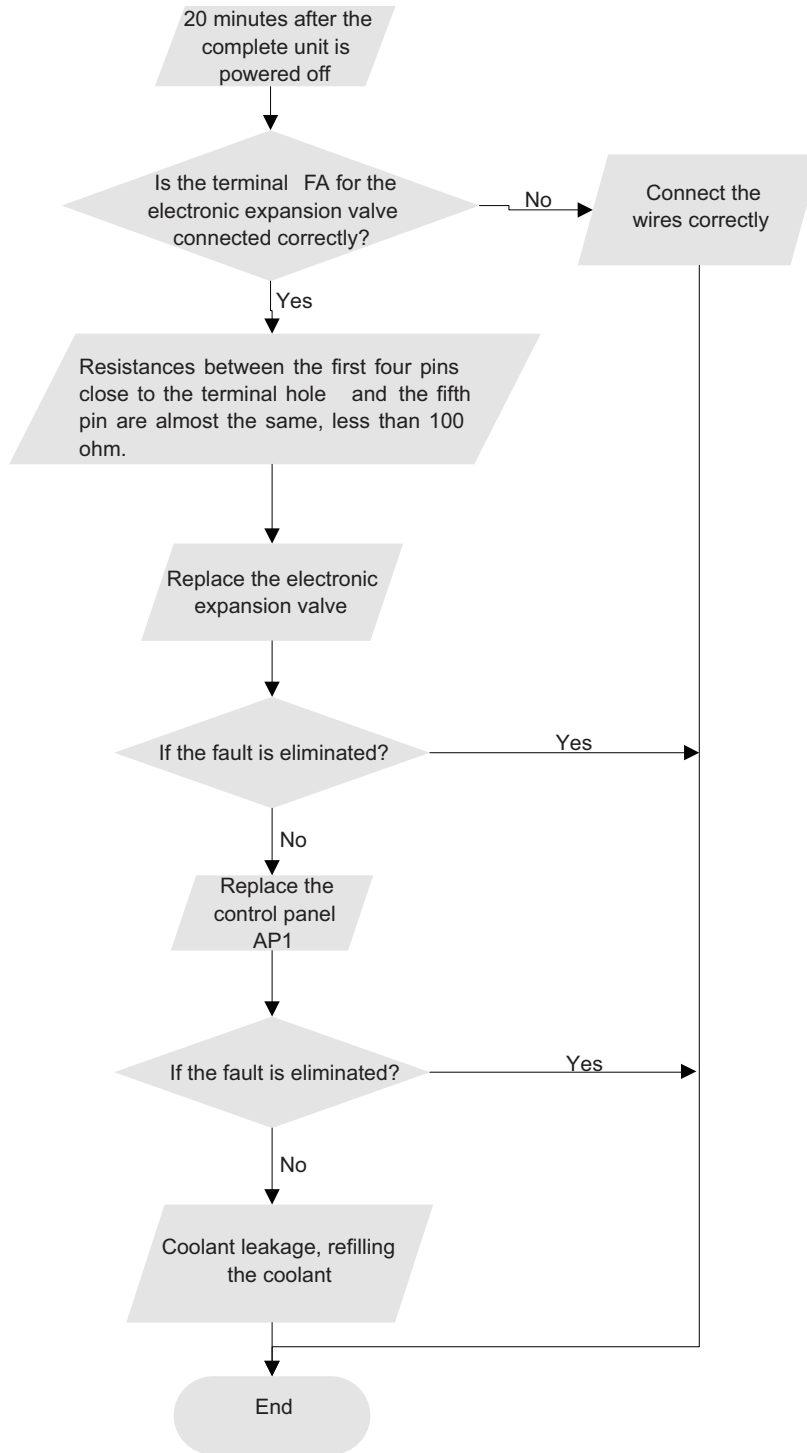 20 minutes after the
complete unit is
powered off
Is the terminal FA for the
electronic expansion valve
connected correctly?
No
Connect the
wires correctly
Yes
Resistances between the first four pins
close to the terminal hole and the fifth
pin are almost the same, less than 100
ohm.
Replace the electronic
expansion valve
If the fault is eliminated?
Yes
No
Replace the
control panel
AP1
If the fault is eliminated?
Yes
No
Coolant leakage, refilling
the coolant
End